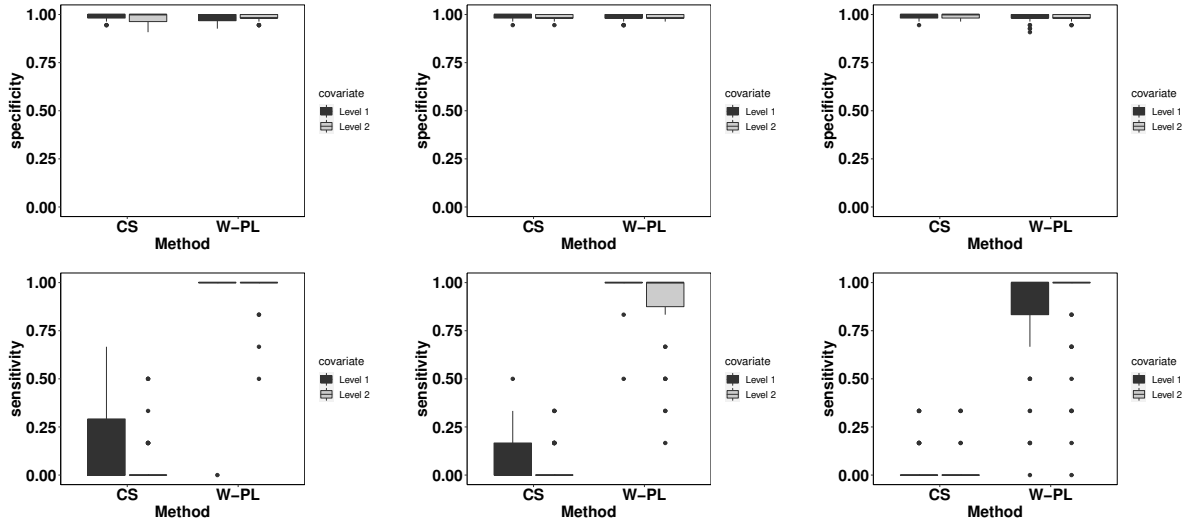 1.00
0.75
0.50
0.25
0.00
specificity
CS
W−PL
Method
covariate
Level 1
Level 2
1.00
0.75
0.50
0.25
0.00
specificity
CS
W−PL
Method
covariate
Level 1
Level 2
1.00
0.75
0.50
0.25
0.00
specificity
CS
W−PL
Method
covariate
Level 1
Level 2
1.00
0.75
0.50
0.25
0.00
sensitivity
CS
W−PL
Method
covariate
Level 1
Level 2
1.00
0.75
0.50
0.25
0.00
sensitivity
CS
W−PL
Method
covariate
Level 1
Level 2
1.00
0.75
0.50
0.25
0.00
sensitivity
CS
W−PL
Method
covariate
Level 1
Level 2